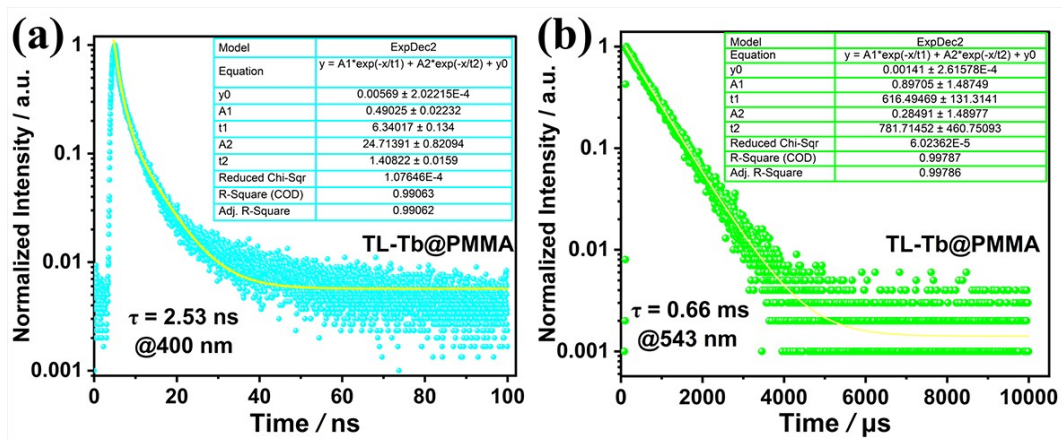 (a)
Normalized Intensity / a.u.
1
0.1
0.01
0.001
Model ExpDec2
Equation y = A1*exp(-x/t1) + A2*exp(-x/t2) + y0
y0 0.00569 ± 2.02215E-4
A1 0.49025 ± 0.02232
t1 6.34017 ± 0.134
A2 24.71391 ± 0.82094
t2 1.40822 ± 0.0159
Reduced Chi-Sqr 1.07646E-4
R-Square (COD) 0.99063
Adj. R-Square 0.99062
TL-Tb@PMMA
τ = 2.53 ns
@400 nm
0 20 40 60 80 100
Time / ns
(b)
Normalized Intensity / a.u.
1
0.1
0.01
0.001
Model ExpDec2
Equation y = A1*exp(-x/t1) + A2*exp(-x/t2) + y0
y0 0.00141 ± 2.61578E-4
A1 0.89705 ± 1.48749
t1 616.49469 ± 131.3141
A2 0.28491 ± 1.48977
t2 781.71452 ± 460.75093
Reduced Chi-Sqr 6.02362E-5
R-Square (COD) 0.99787
Adj. R-Square 0.99786
TL-Tb@PMMA
τ = 0.66 ms
@543 nm
0 2000 4000 6000 8000 10000
Time / μs